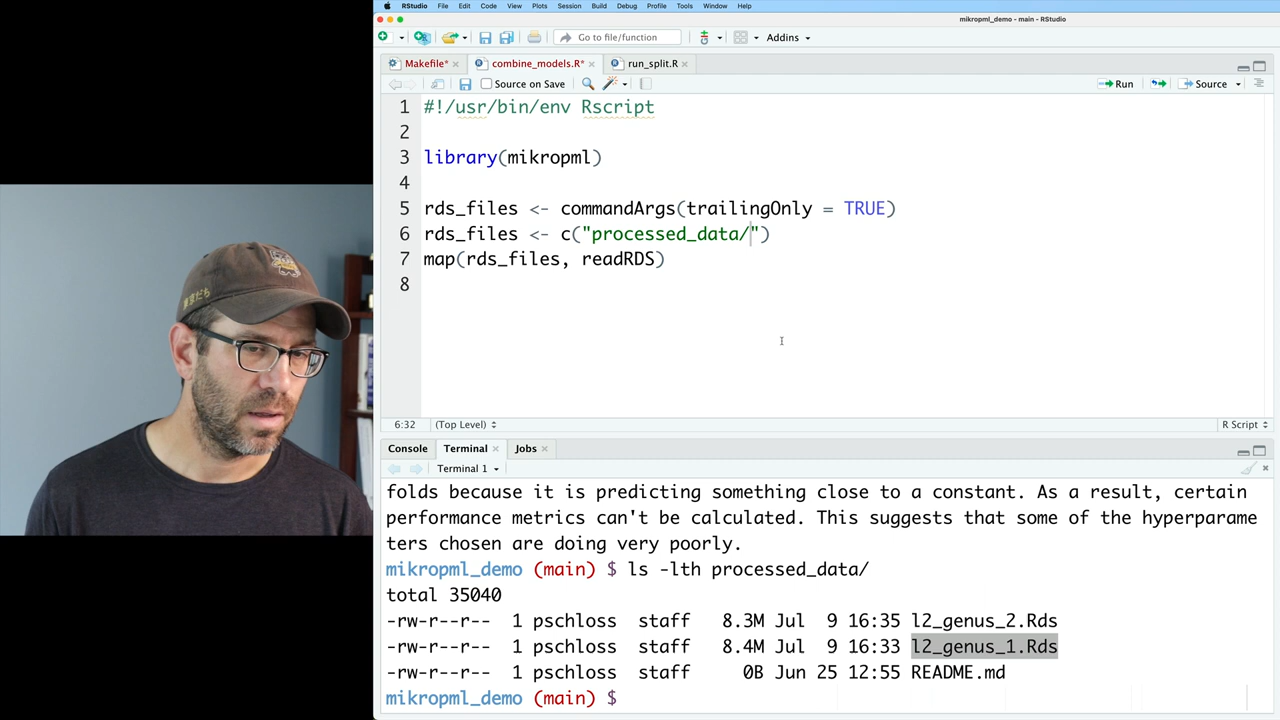 RStudio File Edit Code View Plots Session Build Debug Profile Tools Window Help
mikropml_demo - main - RStudio
Go to file/function Addins
Makefile* combine_models.R* run_split.R
Source on Save Run Source
1 #!/usr/bin/env Rscript
2
3 library(mikropml)
4
5 rds_files <- commandArgs(trailingOnly = TRUE)
6 rds_files <- c("processed_data/")
7 map(rds_files, readRDS)
8
6:32 (Top Level) R Script
Console Terminal Jobs
Terminal 1
folds because it is predicting something close to a constant. As a result, certain
performance metrics can't be calculated. This suggests that some of the hyperparame
ters chosen are doing very poorly.
mikropml_demo (main) $ ls -lth processed_data/
total 35040
-rw-r--r-- 1 pschloss staff 8.3M Jul 9 16:35 l2_genus_2.Rds
-rw-r--r-- 1 pschloss staff 8.4M Jul 9 16:33 l2_genus_1.Rds
-rw-r--r-- 1 pschloss staff 0B Jun 25 12:55 README.md
mikropml_demo (main) $